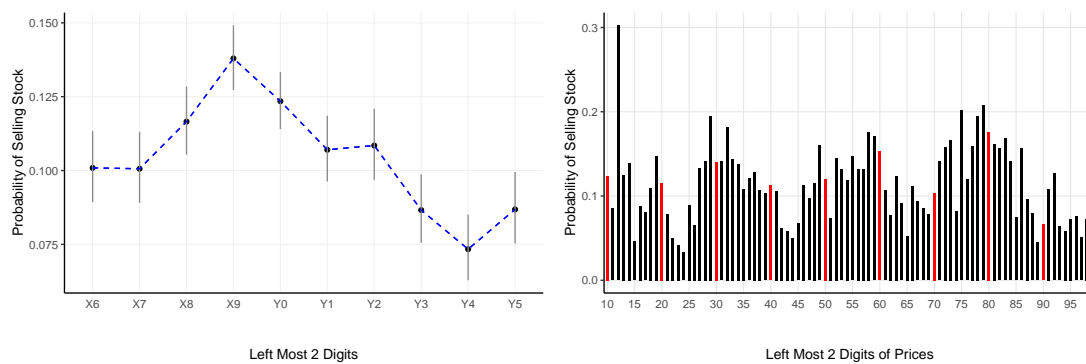 Probability of Selling Stock
0.150
0.125
0.100
0.075
X6 X7 X8 X9 Y0 Y1 Y2 Y3 Y4 Y5
Left Most 2 Digits
Probability of Selling Stock
0.3
0.2
0.1
0.0
10 15 20 25 30 35 40 45 50 55 60 65 70 75 80 85 90 95
Left Most 2 Digits of Prices